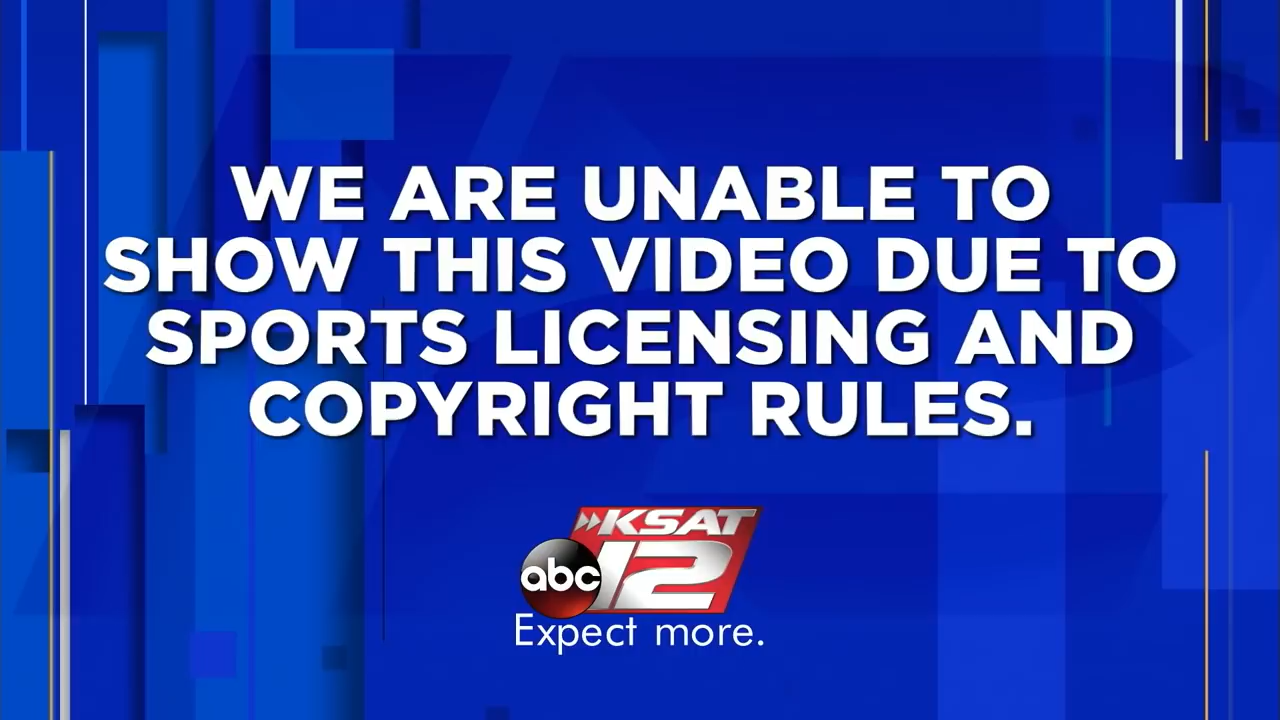 WE ARE UNABLE TO
SHOW THIS VIDEO DUE TO
SPORTS LICENSING AND
COPYRIGHT RULES.
KSAT
abc 12
Expect more.